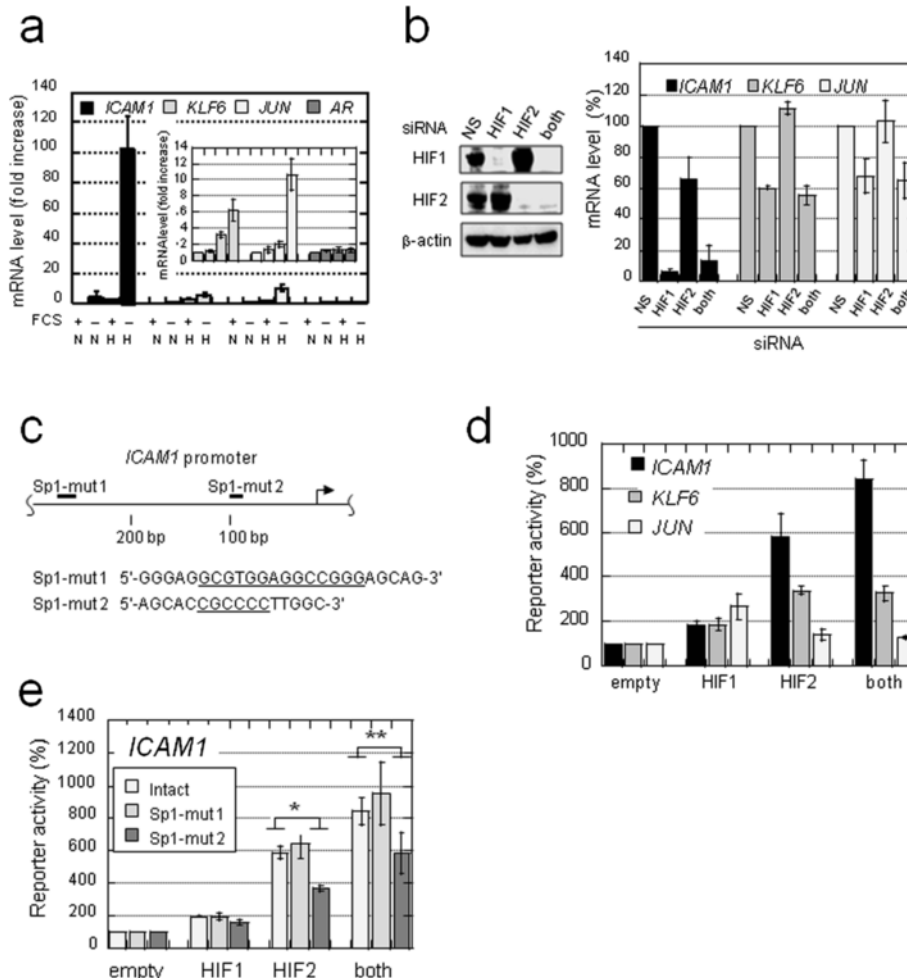 a
mRNA level (fold increase)
140
120
100
80
60
40
20
0
ICAM1 KLF6 JUN AR
mRNA level (fold increase)
14
12
10
8
6
4
2
0
FCS + − + − + − + − + − + − + − + −
N N H H N N H H N N H H N N H H
b
siRNA NS HIF1 HIF2 both
HIF1
HIF2
β-actin
mRNA level (%)
120
100
80
60
40
20
0
ICAM1 KLF6 JUN
NS HIF1 HIF2 both NS HIF1 HIF2 both NS HIF1 HIF2 both
siRNA
c
ICAM1 promoter
Sp1-mut1 Sp1-mut2
200 bp 100 bp
Sp1-mut1 5'-GGGAGGCGTGGAGGCCGGGAGCAG-3'
Sp1-mut2 5'-AGCACCGCCCCTTGGC-3'
d
Reporter activity (%)
1000
800
600
400
200
0
ICAM1
KLF6
JUN
empty HIF1 HIF2 both
e
Reporter activity (%)
1400
1200
1000
800
600
400
200
0
ICAM1
Intact
Sp1-mut1
Sp1-mut2
*
**
empty HIF1 HIF2 both